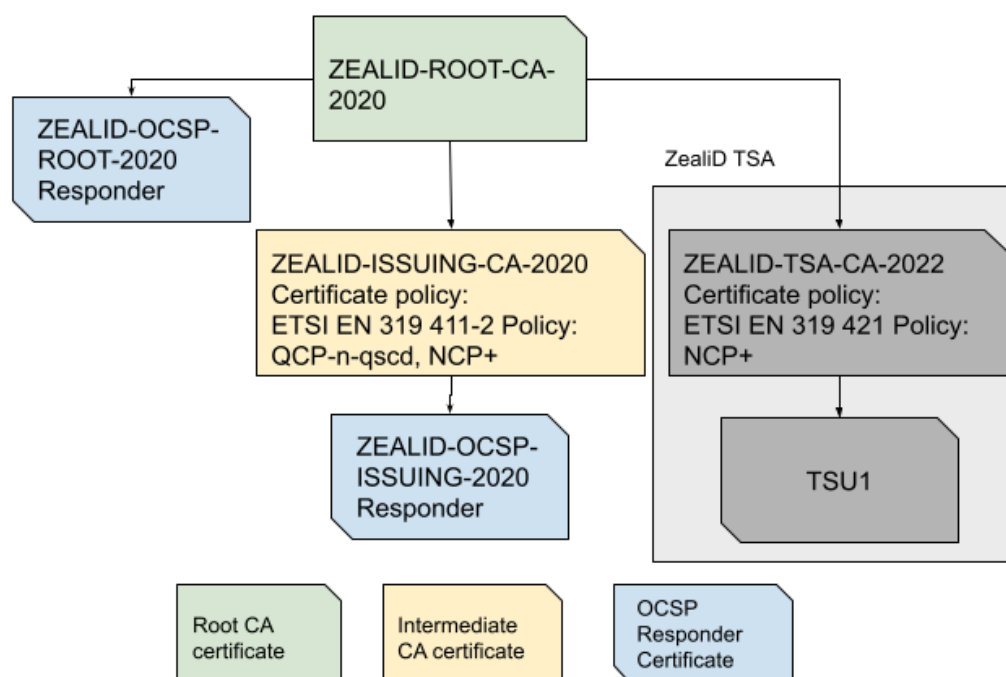 ZEALID-ROOT-CA-
2020
ZEALID-OCSP-
ROOT-2020
Responder
ZealiD TSA
ZEALID-ISSUING-CA-2020
Certificate policy:
ETSI EN 319 411-2 Policy:
QCP-n-qscd, NCP+
ZEALID-TSA-CA-2022
Certificate policy:
ETSI EN 319 421 Policy:
NCP+
ZEALID-OCSP-
ISSUING-2020
Responder
TSU1
Root CA
certificate
Intermediate
CA certificate
OCSP
Responder
Certificate